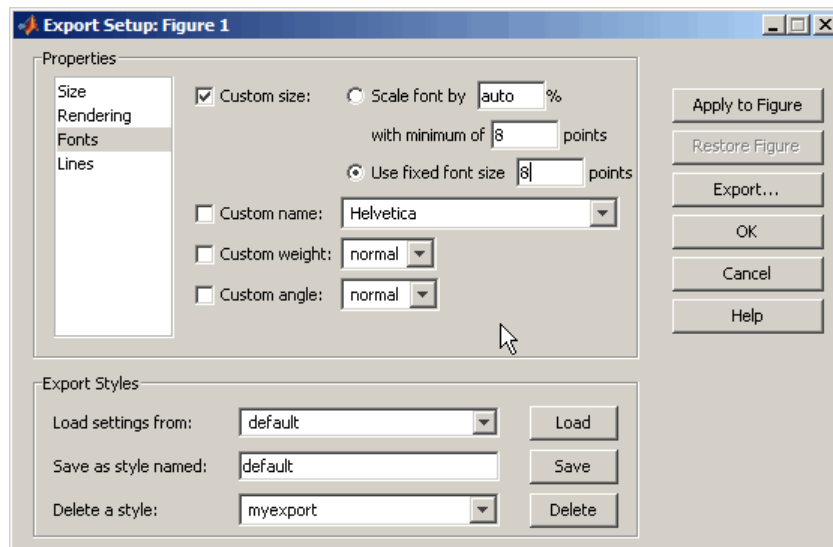 Export Setup: Figure 1
Properties
Size
Rendering
Fonts
Lines
Custom size:
Scale font by auto %
with minimum of 8 points
Use fixed font size 8 points
Custom name: Helvetica
Custom weight: normal
Custom angle: normal
Apply to Figure
Restore Figure
Export...
OK
Cancel
Help
Export Styles
Load settings from: default Load
Save as style named: default Save
Delete a style: myexport Delete